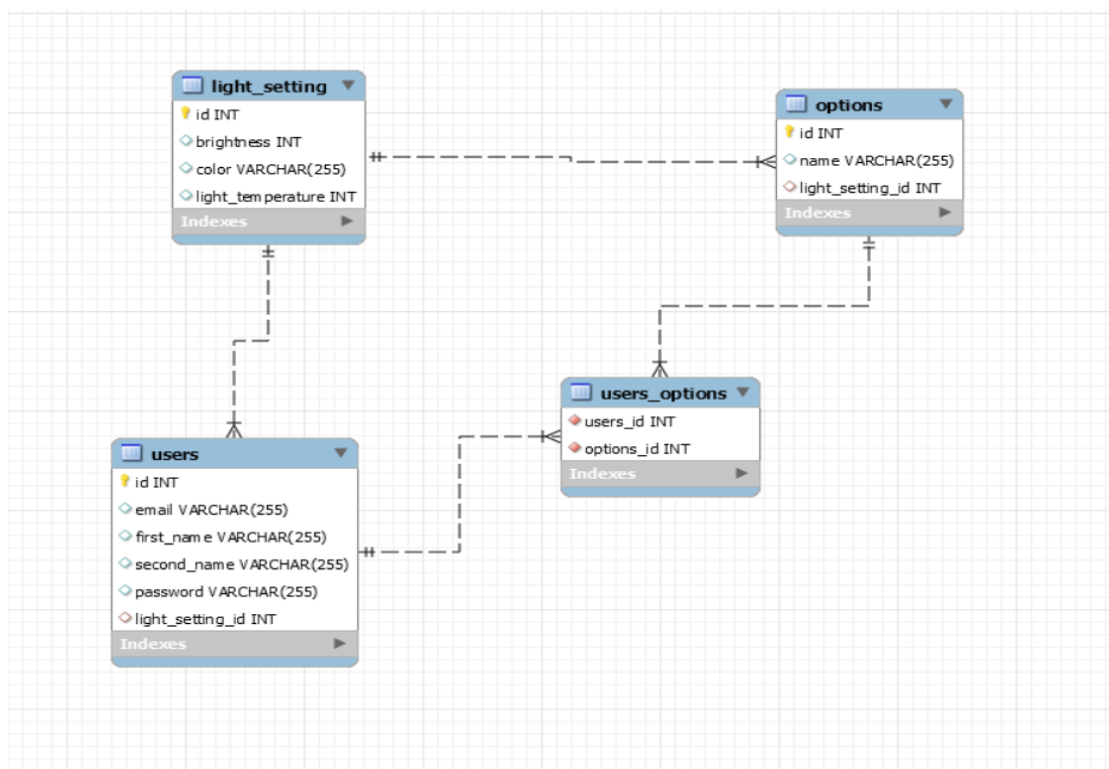 light_setting
id INT
brightness INT
color VARCHAR(255)
light_temperature INT
Indexes
options
id INT
name VARCHAR(255)
light_setting_id INT
Indexes
users_options
users_id INT
options_id INT
Indexes
users
id INT
email VARCHAR(255)
first_name VARCHAR(255)
second_name VARCHAR(255)
password VARCHAR(255)
light_setting_id INT
Indexes